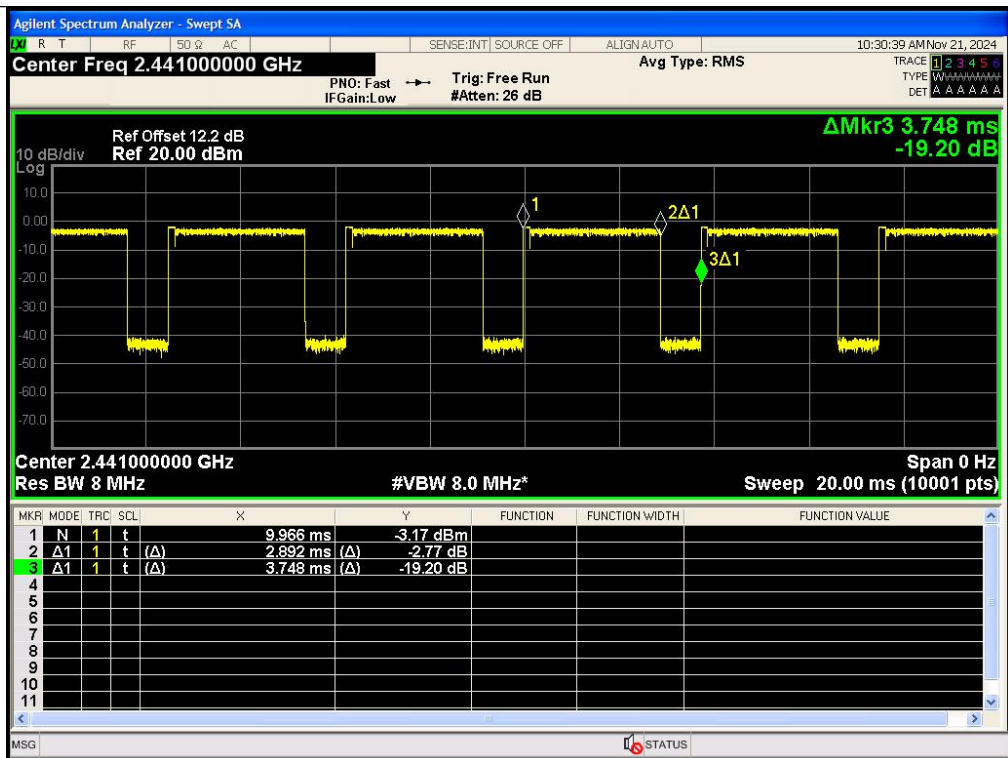 Agilent Spectrum Analyzer - Swept SA
LXI R T RF 50 Ω AC SENSE:INT SOURCE OFF ALIGN AUTO 10:30:39 AM Nov 21, 2024
Center Freq 2.441000000 GHz Avg Type: RMS TRACE 1 2 3 4 5 6
PNO: Fast Trig: Free Run TYPE W
IFGain:Low #Atten: 26 dB DET A A A A A A
ΔMkr3 3.748 ms
-19.20 dB
Ref Offset 12.2 dB
10 dB/div Ref 20.00 dBm
Log
10.0
0.00
-10.0
-20.0
-30.0
-40.0
-50.0
-60.0
-70.0
1
2Δ1
3Δ1
Center 2.441000000 GHz Span 0 Hz
Res BW 8 MHz #VBW 8.0 MHz* Sweep 20.00 ms (10001 pts)
MKR MODE TRC SCL X Y FUNCTION FUNCTION WIDTH FUNCTION VALUE
1 N 1 t 9.966 ms -3.17 dBm
2 Δ1 1 t (Δ) 2.892 ms (Δ) -2.77 dB
3 Δ1 1 t (Δ) 3.748 ms (Δ) -19.20 dB
4
5
6
7
8
9
10
11
MSG STATUS